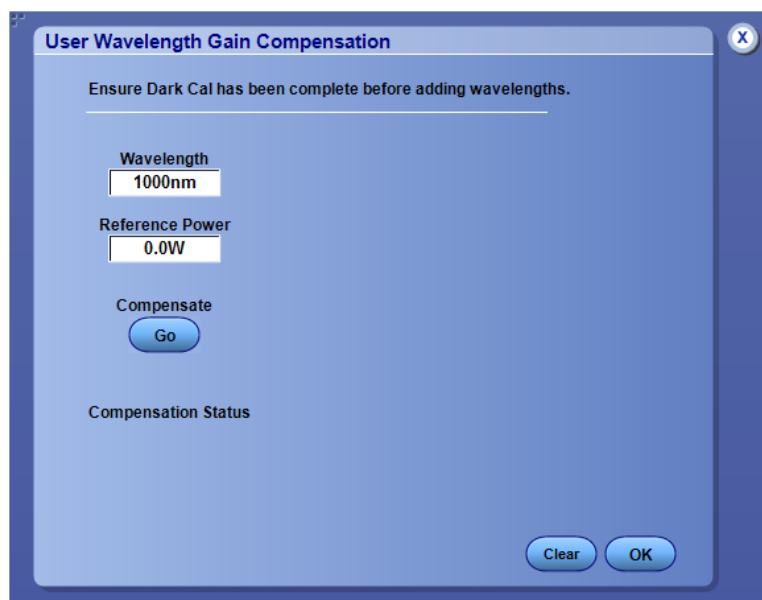 User Wavelength Gain Compensation
X
Ensure Dark Cal has been complete before adding wavelengths.
Wavelength
1000nm
Reference Power
0.0W
Compensate
Go
Compensation Status
Clear OK